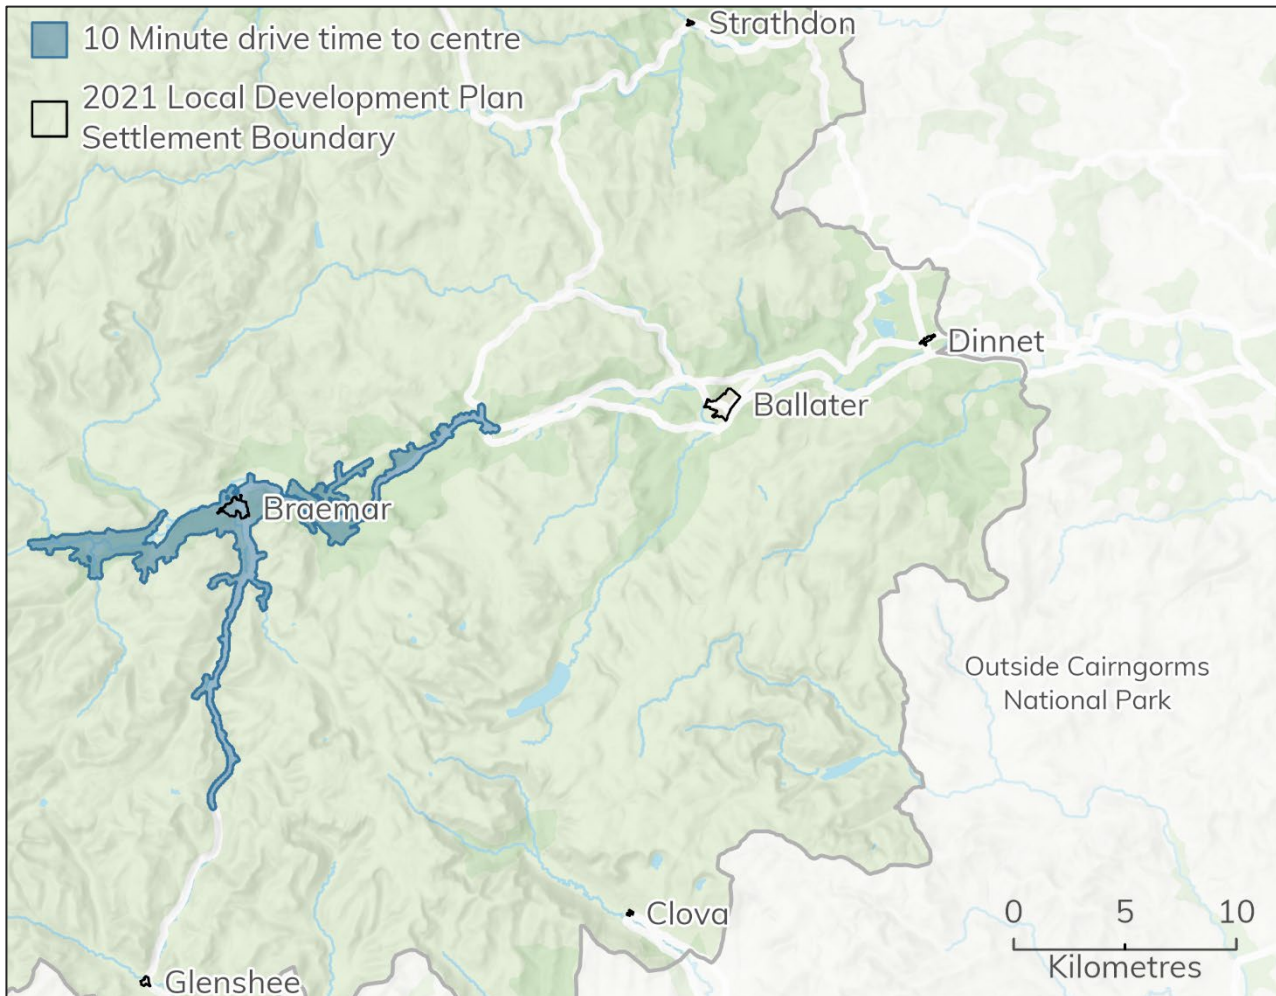 10 Minute drive time to centre
2021 Local Development Plan
Settlement Boundary
Strathdon
Dinnet
Ballater
Braemar
Outside Cairngorms
National Park
Clova
Glenshee
0 5 10
Kilometres